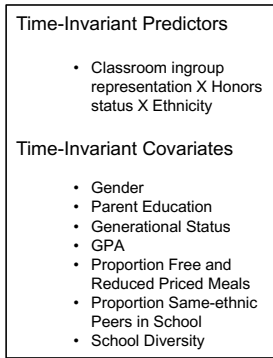 Time-Invariant Predictors
• Classroom ingroup
representation X Honors
status X Ethnicity
Time-Invariant Covariates
• Gender
• Parent Education
• Generational Status
• GPA
• Proportion Free and
Reduced Priced Meals
• Proportion Same-ethnic
Peers in School
• School Diversity